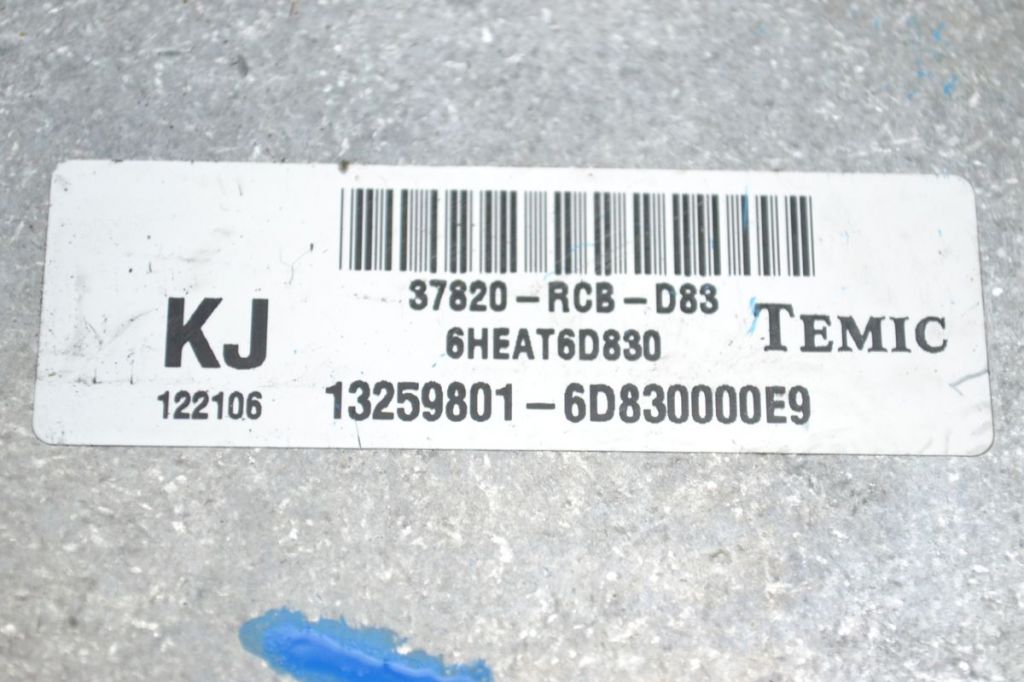 37820-RCB-D83
6HEAT6D830
TEMIC
KJ
122106
13259801-6D830000E9